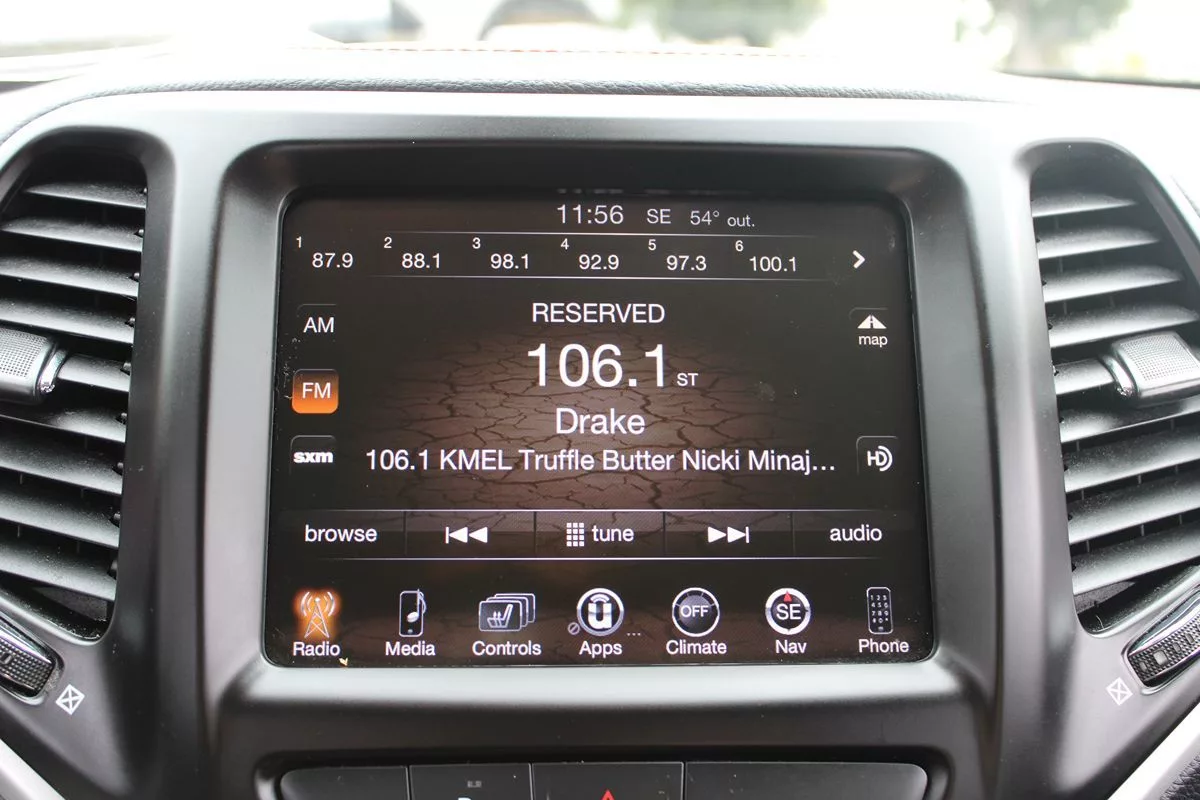 11:56 SE 54° out.
1 2 3 4 5 6
87.9 88.1 98.1 92.9 97.3 100.1
RESERVED
AM
map
106.1 ST
FM
Drake
sxm 106.1 KMEL Truffle Butter Nicki Minaj... HD
browse tune audio
OFF SE
Radio Media Controls Apps Climate Nav Phone